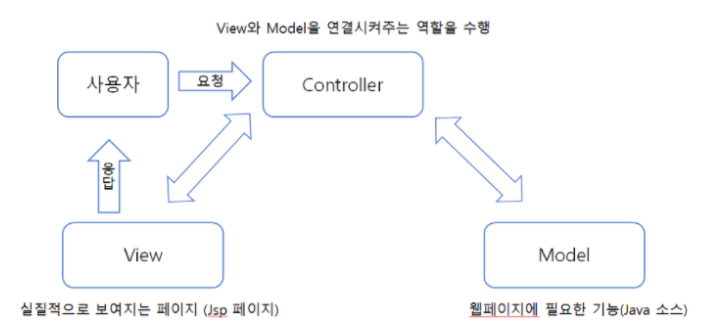 View와 Model을 연결시켜주는 역할을 수행
사용자
요청
Controller
응답
View
Model
실질적으로 보여지는 페이지 (Jsp 페이지)
웹페이지에 필요한 기능(Java 소스)